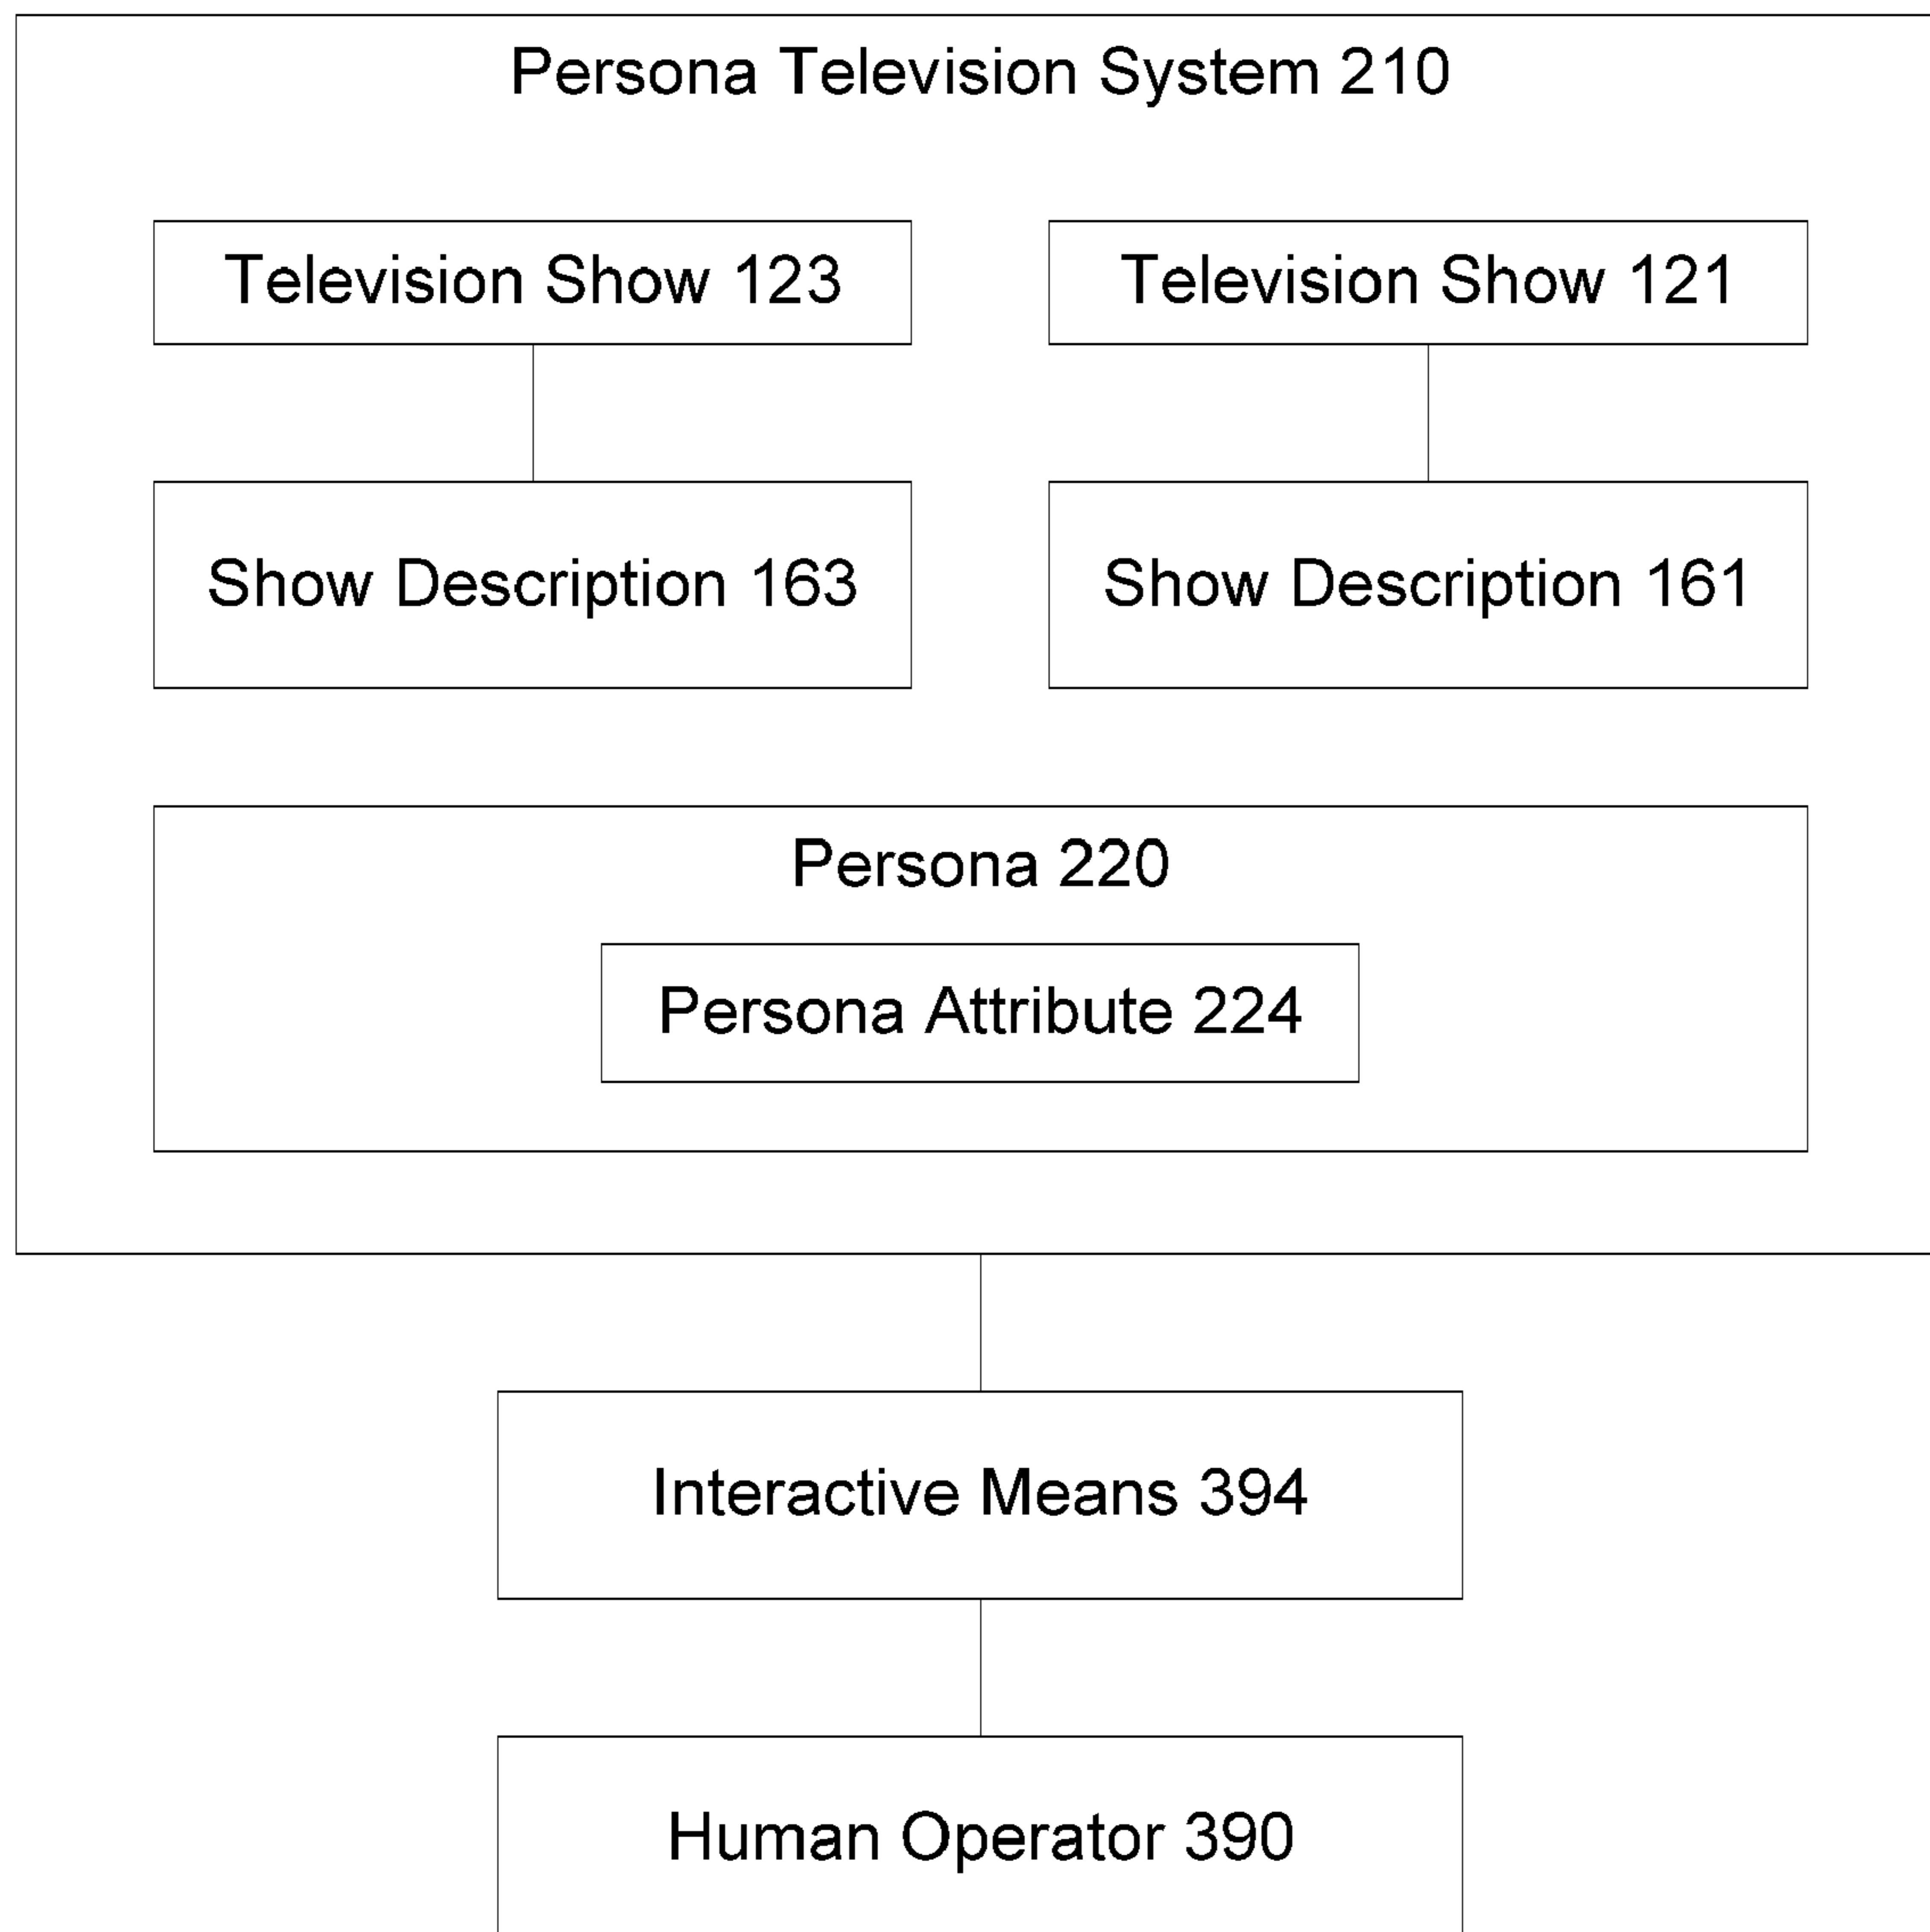 Persona Television System 210
Television Show 123
Television Show 121
Show Description 163
Show Description 161
Persona 220
Persona Attribute 224
Interactive Means 394
Human Operator 390